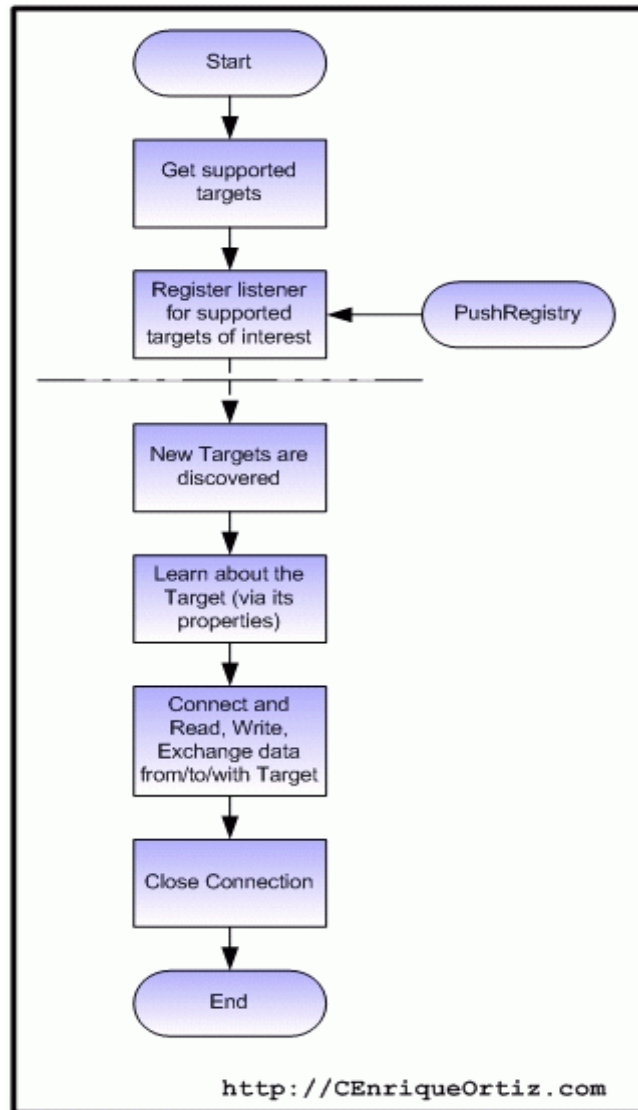 Start
Get supported
targets
Register listener
for supported
targets of interest
PushRegistry
New Targets are
discovered
Learn about the
Target (via its
properties)
Connect and
Read, Write,
Exchange data
from/to/with Target
Close Connection
End
http://CEnriqueOrtiz.com